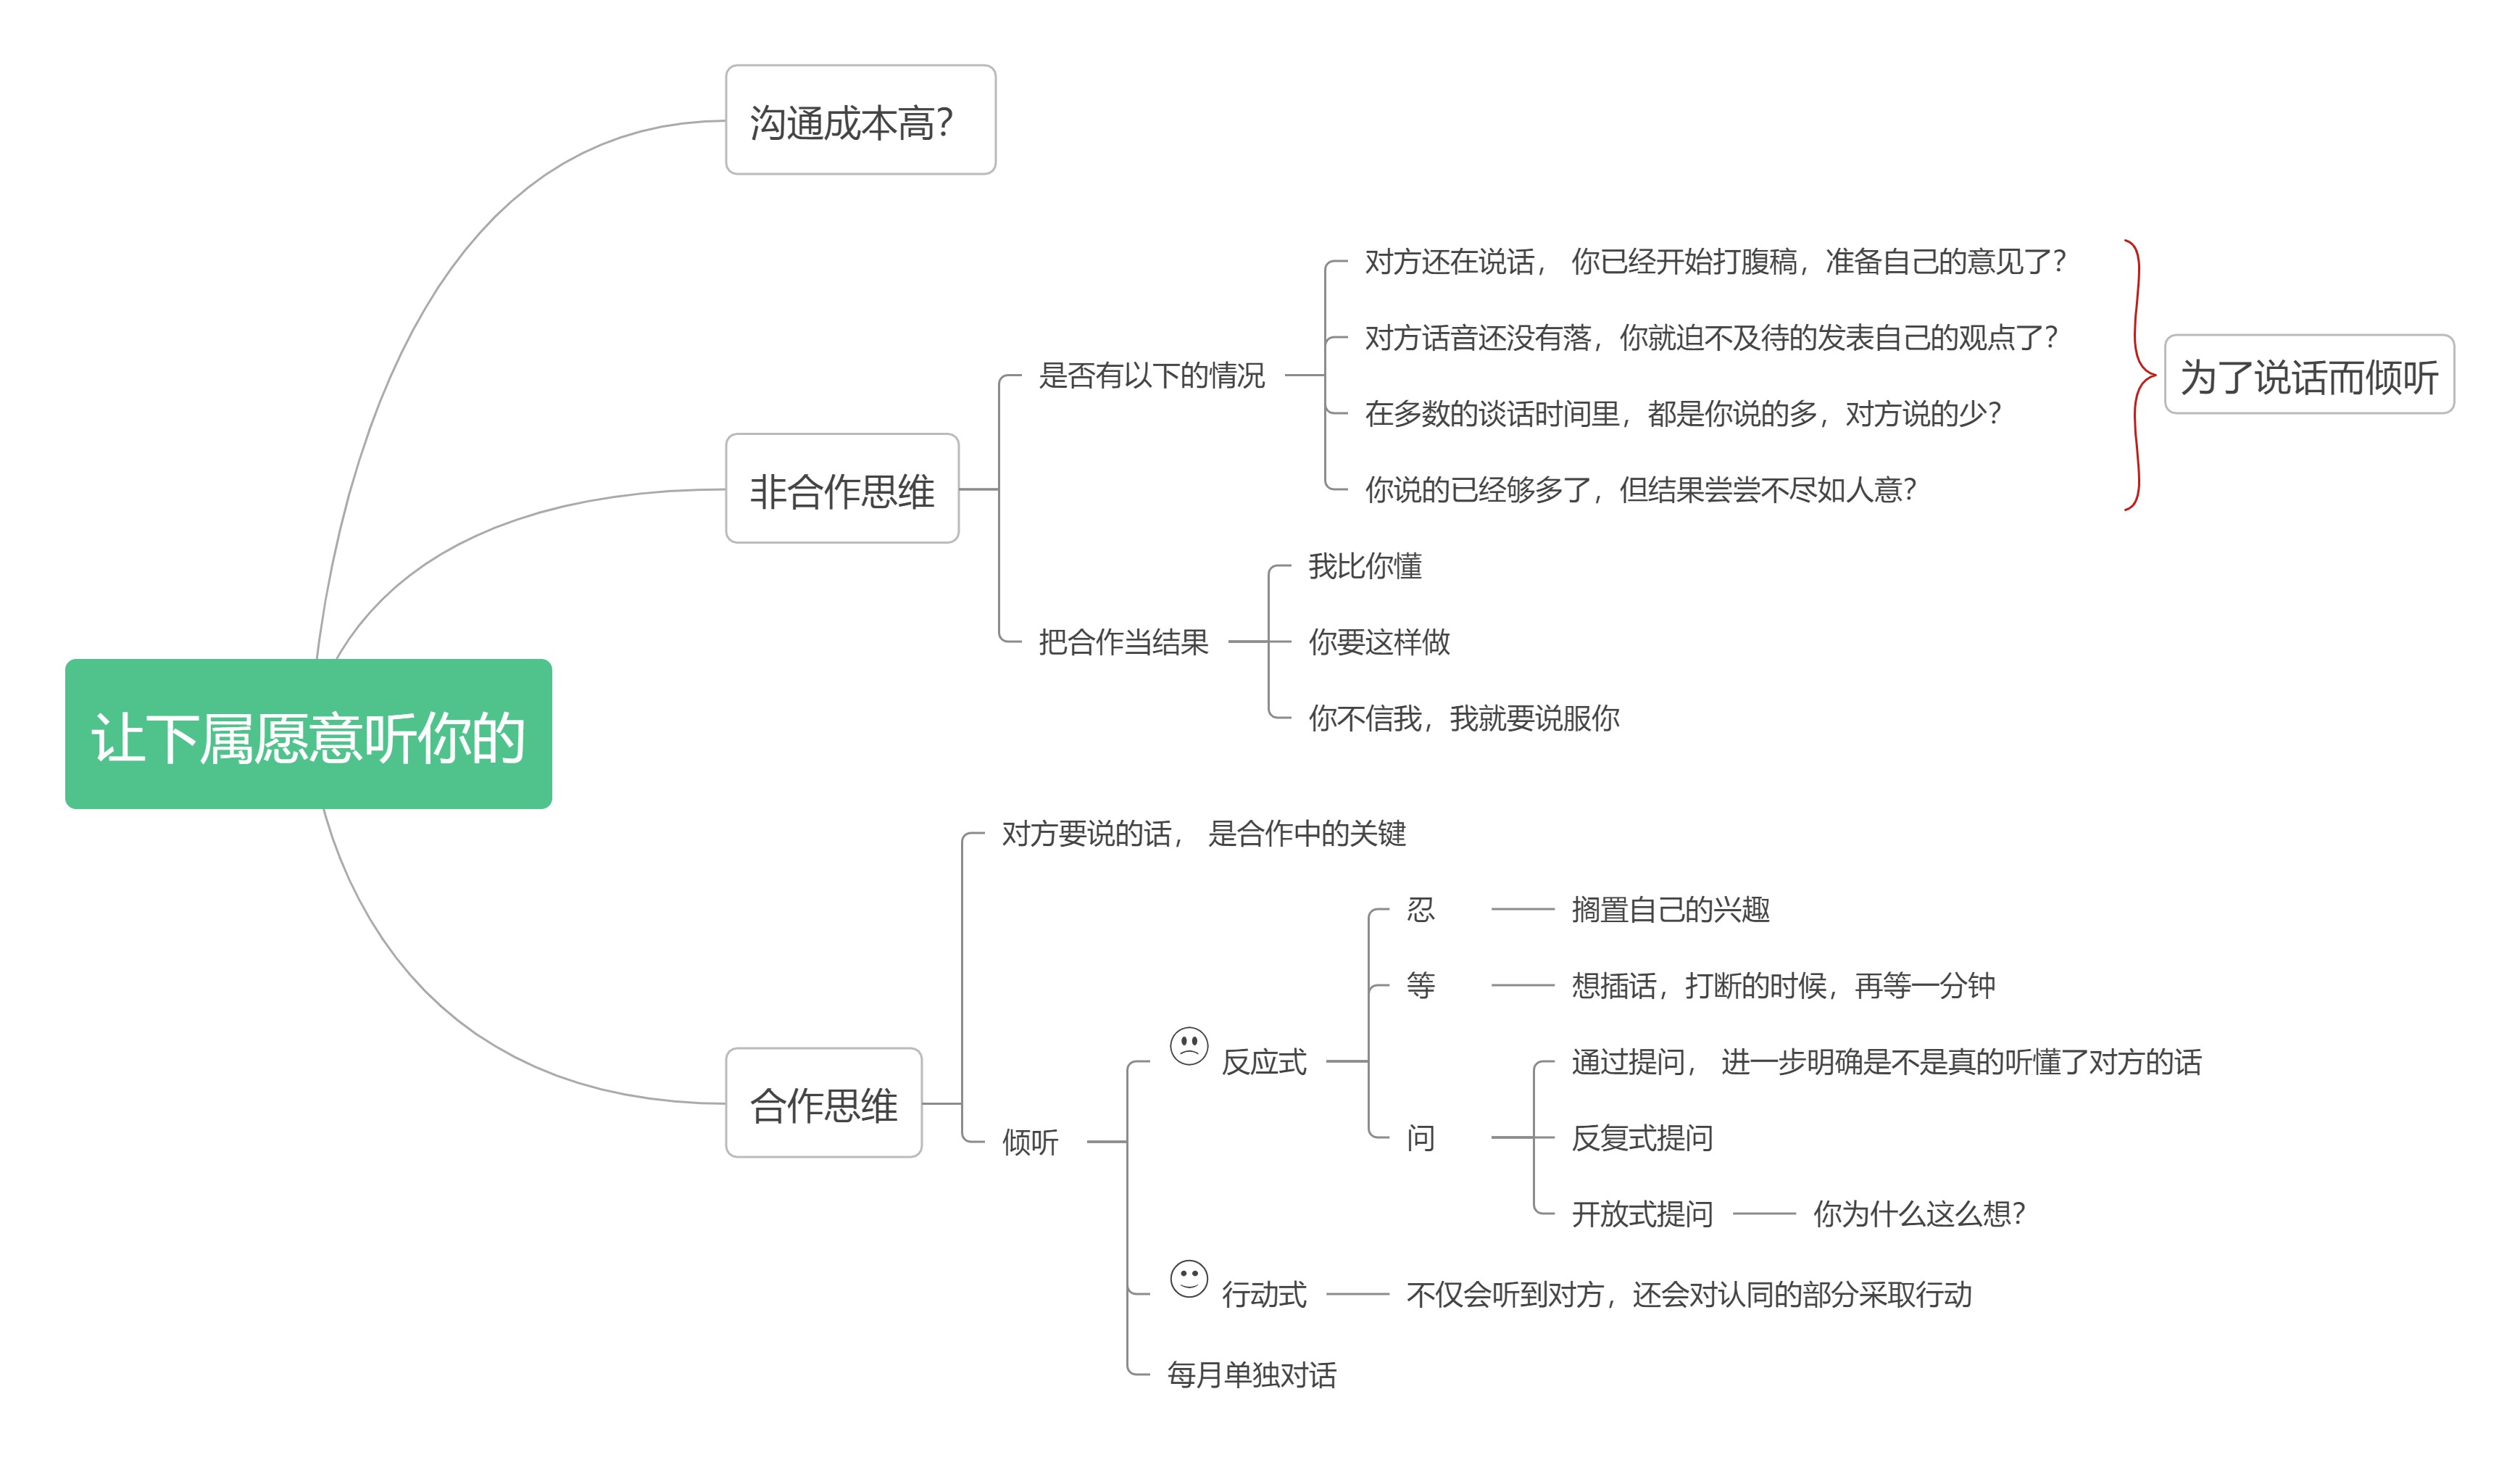 让下属愿意听你的
沟通成本高?
非合作思维
是否有以下的情况
对方还在说话, 你已经开始打腹稿,准备自己的意见了?
对方话音还没有落,你就迫不及待的发表自己的观点了?
在多数的谈话时间里,都是你说的多,对方说的少?
你说的已经够多了,但结果尝尝不尽如人意?
为了说话而倾听
把合作当结果
我比你懂
你要这样做
你不信我,我就要说服你
合作思维
对方要说的话, 是合作中的关键
倾听
反应式
忍
搁置自己的兴趣
等
想插话,打断的时候,再等一分钟
问
通过提问, 进一步明确是不是真的听懂了对方的话
反复式提问
开放式提问
你为什么这么想?
行动式
不仅会听到对方,还会对认同的部分采取行动
每月单独对话